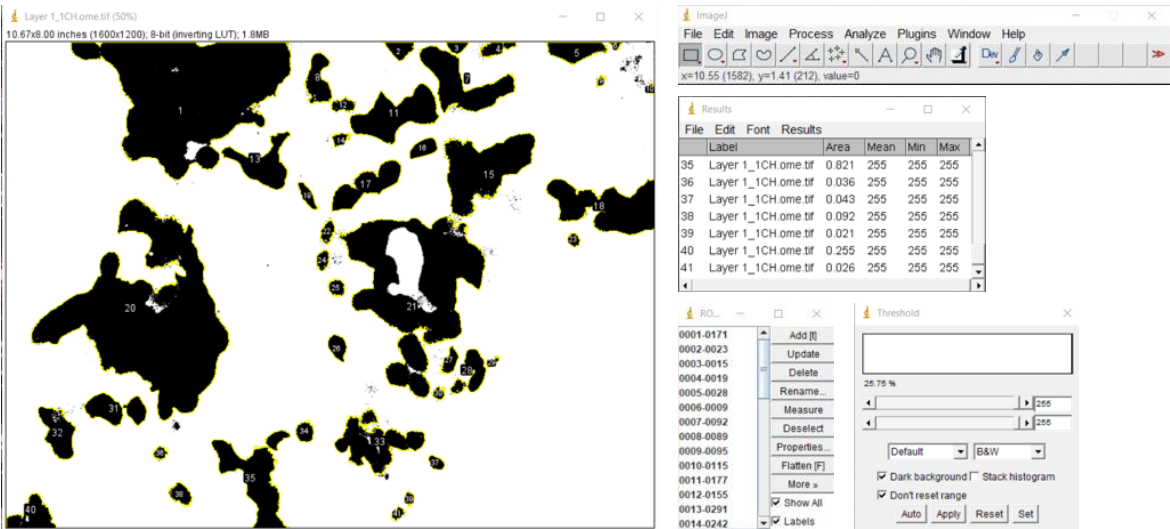 Layer 1_1CH.ome.tif (50%)
10.67x8.00 inches (1600x1200); 8-bit (inverting LUT); 1.8MB
2
3
5
8
7
9
10
12
1
11
14
16
13
15
17
19
18
22
23
24
25
20
21
26
27
28
29
30
31
32
34
33
36
37
35
38
39
40
41
ImageJ
File Edit Image Process Analyze Plugins Window Help
Dev
x=10.55 (1582), y=1.41 (212), value=0
Results
File Edit Font Results
Label Area Mean Min Max
35 Layer 1_1CH.ome.tif 0.821 255 255 255
36 Layer 1_1CH.ome.tif 0.036 255 255 255
37 Layer 1_1CH.ome.tif 0.043 255 255 255
38 Layer 1_1CH.ome.tif 0.092 255 255 255
39 Layer 1_1CH.ome.tif 0.021 255 255 255
40 Layer 1_1CH.ome.tif 0.255 255 255 255
41 Layer 1_1CH.ome.tif 0.026 255 255 255
RO...
0001-0171
0002-0023
0003-0015
0004-0019
0005-0028
0006-0009
0007-0092
0008-0089
0009-0095
0010-0115
0011-0177
0012-0155
0013-0291
0014-0242
Add [t]
Update
Delete
Rename...
Measure
Deselect
Properties...
Flatten [F]
More »
Show All
Labels
Threshold
25.75 %
255
255
Default B&W
Dark background Stack histogram
Don't reset range
Auto Apply Reset Set